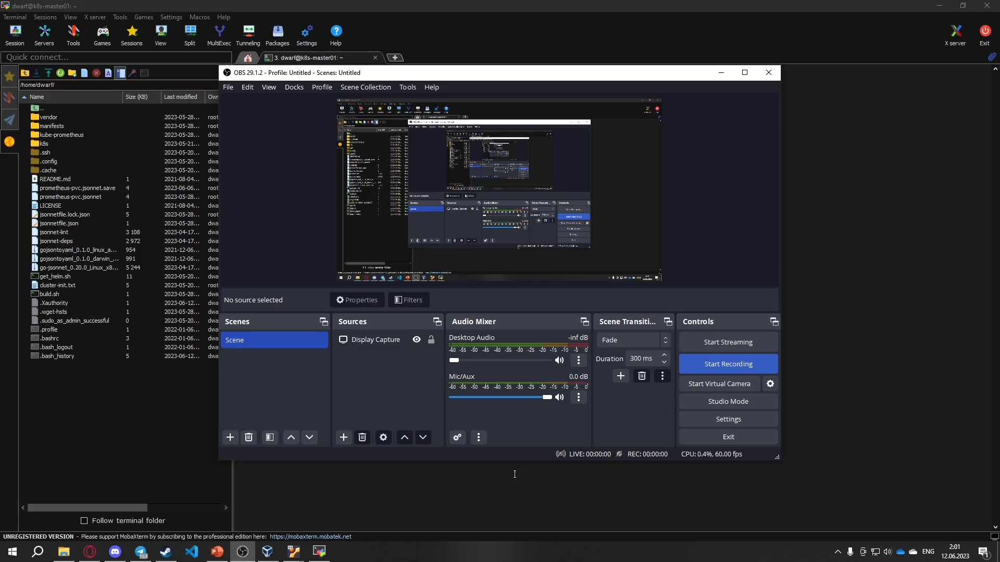 dwarf@k8s-master01: ~
Terminal Sessions View X server Tools Games Settings Macros Help
Session Servers Tools Games Sessions View Split MultiExec Tunneling Packages Settings Help X server Exit
Quick connect...
3. dwarf@k8s-master01: ~
/home/dwarf/
Name Size (KB) Last modified Own
..
vendor 2023-05-28... root
manifests 2023-05-28... root
kube-prometheus 2023-05-28... root
k8s 2023-05-21... root
.ssh 2023-05-20... dwa
.config 2023-05-20... dwa
.cache 2023-05-20... dwa
README.md 1 2021-08-04... dwa
prometheus-pvc.jsonnet.save 4 2023-06-06... root
prometheus-pvc.jsonnet 4 2023-05-28... root
LICENSE 1 2021-08-04... dwa
jsonnetfile.lock.json 5 2023-05-28... root
jsonnetfile.json 1 2023-05-28... root
jsonnet-lint 3 108 2023-04-17... dwa
jsonnet-deps 2 972 2023-04-17... dwa
gojsontoyaml_0.1.0_linux_a... 954 2021-12-06... dwa
gojsontoyaml_0.1.0_darwin_... 991 2021-12-06... dwa
go-jsonnet_0.20.0_Linux_x8... 5 244 2023-04-17... dwa
get_helm.sh 11 2023-05-20... dwa
cluster-init.txt 5 2023-05-20... root
build.sh 1 2023-05-28... dwa
.Xauthority 1 2023-06-12... dwa
.wget-hsts 1 2023-05-28... dwa
.sudo_as_admin_successful 0 2023-05-20... dwa
.profile 1 2022-01-06... dwa
.bashrc 3 2022-01-06... dwa
.bash_logout 1 2022-01-06... dwa
.bash_history 5 2023-06-12... dwa
Follow terminal folder
OBS 29.1.2 - Profile: Untitled - Scenes: Untitled
File Edit View Docks Profile Scene Collection Tools Help
No source selected Properties Filters
Scenes Sources Audio Mixer Scene Transiti... Controls
Scene
Display Capture
Desktop Audio -inf dB
-60 -55 -50 -45 -40 -35 -30 -25 -20 -15 -10 -5 0
Mic/Aux 0.0 dB
-60 -55 -50 -45 -40 -35 -30 -25 -20 -15 -10 -5 0
Fade
Duration 300 ms
Start Streaming
Start Recording
Start Virtual Camera
Studio Mode
Settings
Exit
LIVE: 00:00:00 REC: 00:00:00 CPU: 0.4%, 60.00 fps
UNREGISTERED VERSION - Please support MobaXterm by subscribing to the professional edition here: https://mobaxterm.mobatek.net
703
ENG
2:01
12.06.2023
1